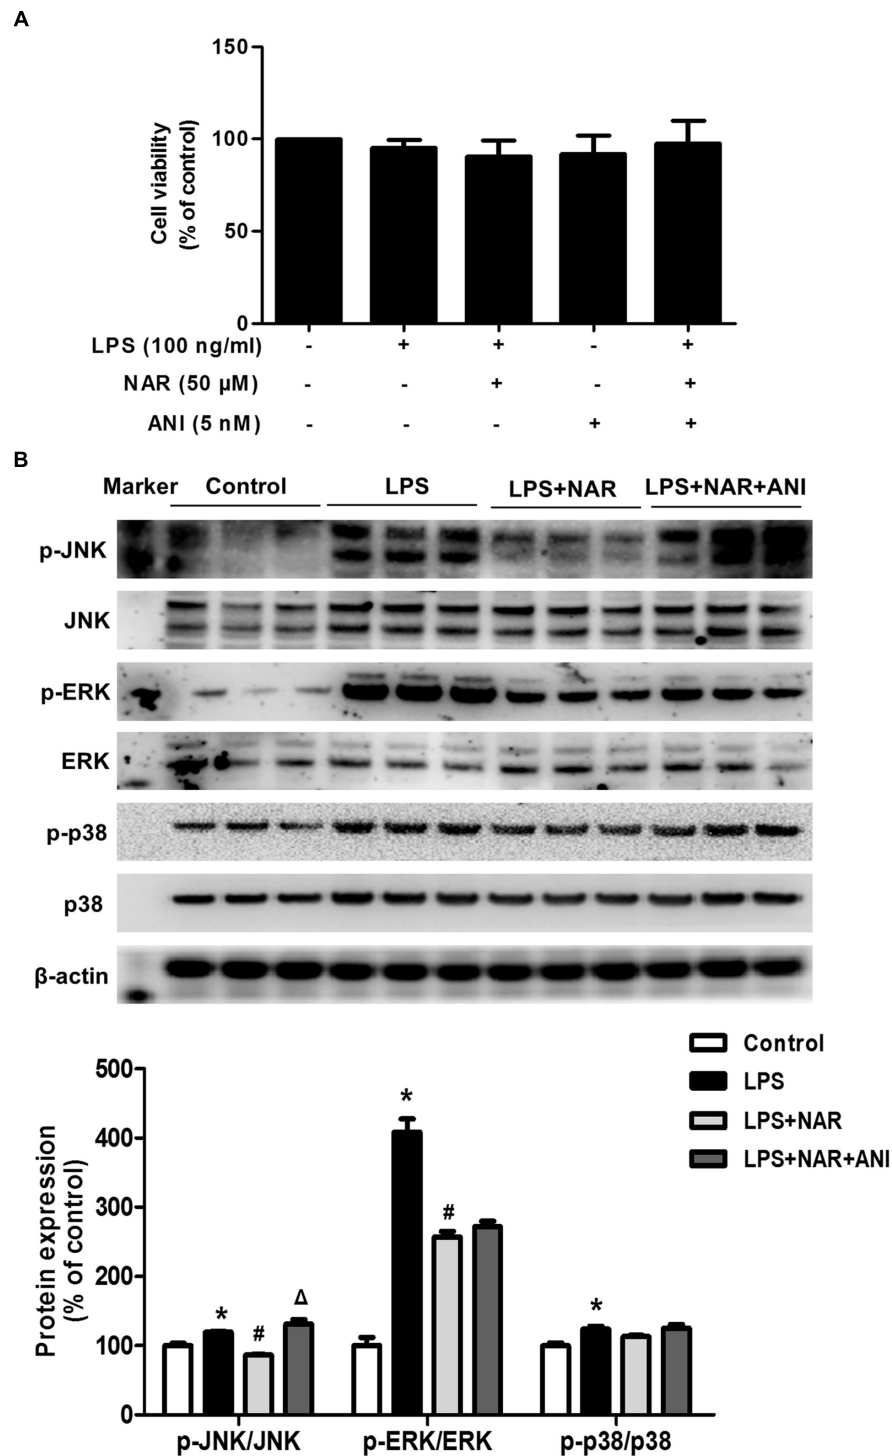 A
150
100
50
0
Cell viability
(% of control)
LPS (100 ng/ml) - + + - +
NAR (50 µM) - - + - +
ANI (5 nM) - - - + +
B
Marker Control LPS LPS+NAR LPS+NAR+ANI
p-JNK
JNK
p-ERK
ERK
p-p38
p38
β-actin
Control
LPS
LPS+NAR
LPS+NAR+ANI
500
400
300
200
100
0
Protein expression
(% of control)
* # Δ
* #
*
p-JNK/JNK p-ERK/ERK p-p38/p38